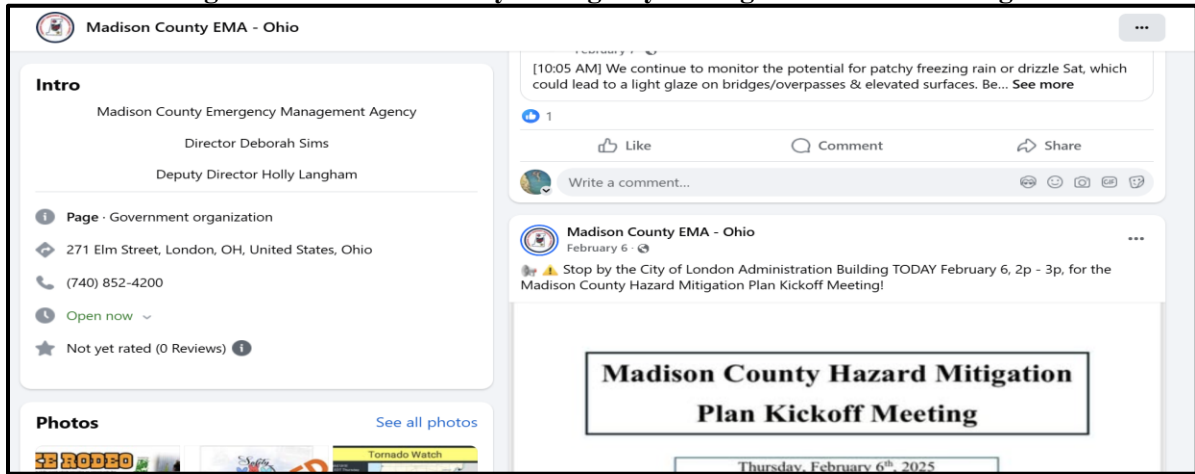 Madison County EMA - Ohio
Intro
Madison County Emergency Management Agency
Director Deborah Sims
Deputy Director Holly Langham
Page · Government organization
271 Elm Street, London, OH, United States, Ohio
(740) 852-4200
Open now
Not yet rated (0 Reviews)
Photos
See all photos
Tornado Watch
[10:05 AM] We continue to monitor the potential for patchy freezing rain or drizzle Sat, which
could lead to a light glaze on bridges/overpasses & elevated surfaces. Be... See more
1
Like
Comment
Share
Write a comment...
GIF
Madison County EMA - Ohio
February 6 ·
Stop by the City of London Administration Building TODAY February 6, 2p - 3p, for the
Madison County Hazard Mitigation Plan Kickoff Meeting!
Madison County Hazard Mitigation
Plan Kickoff Meeting
Thursday, February 6th, 2025